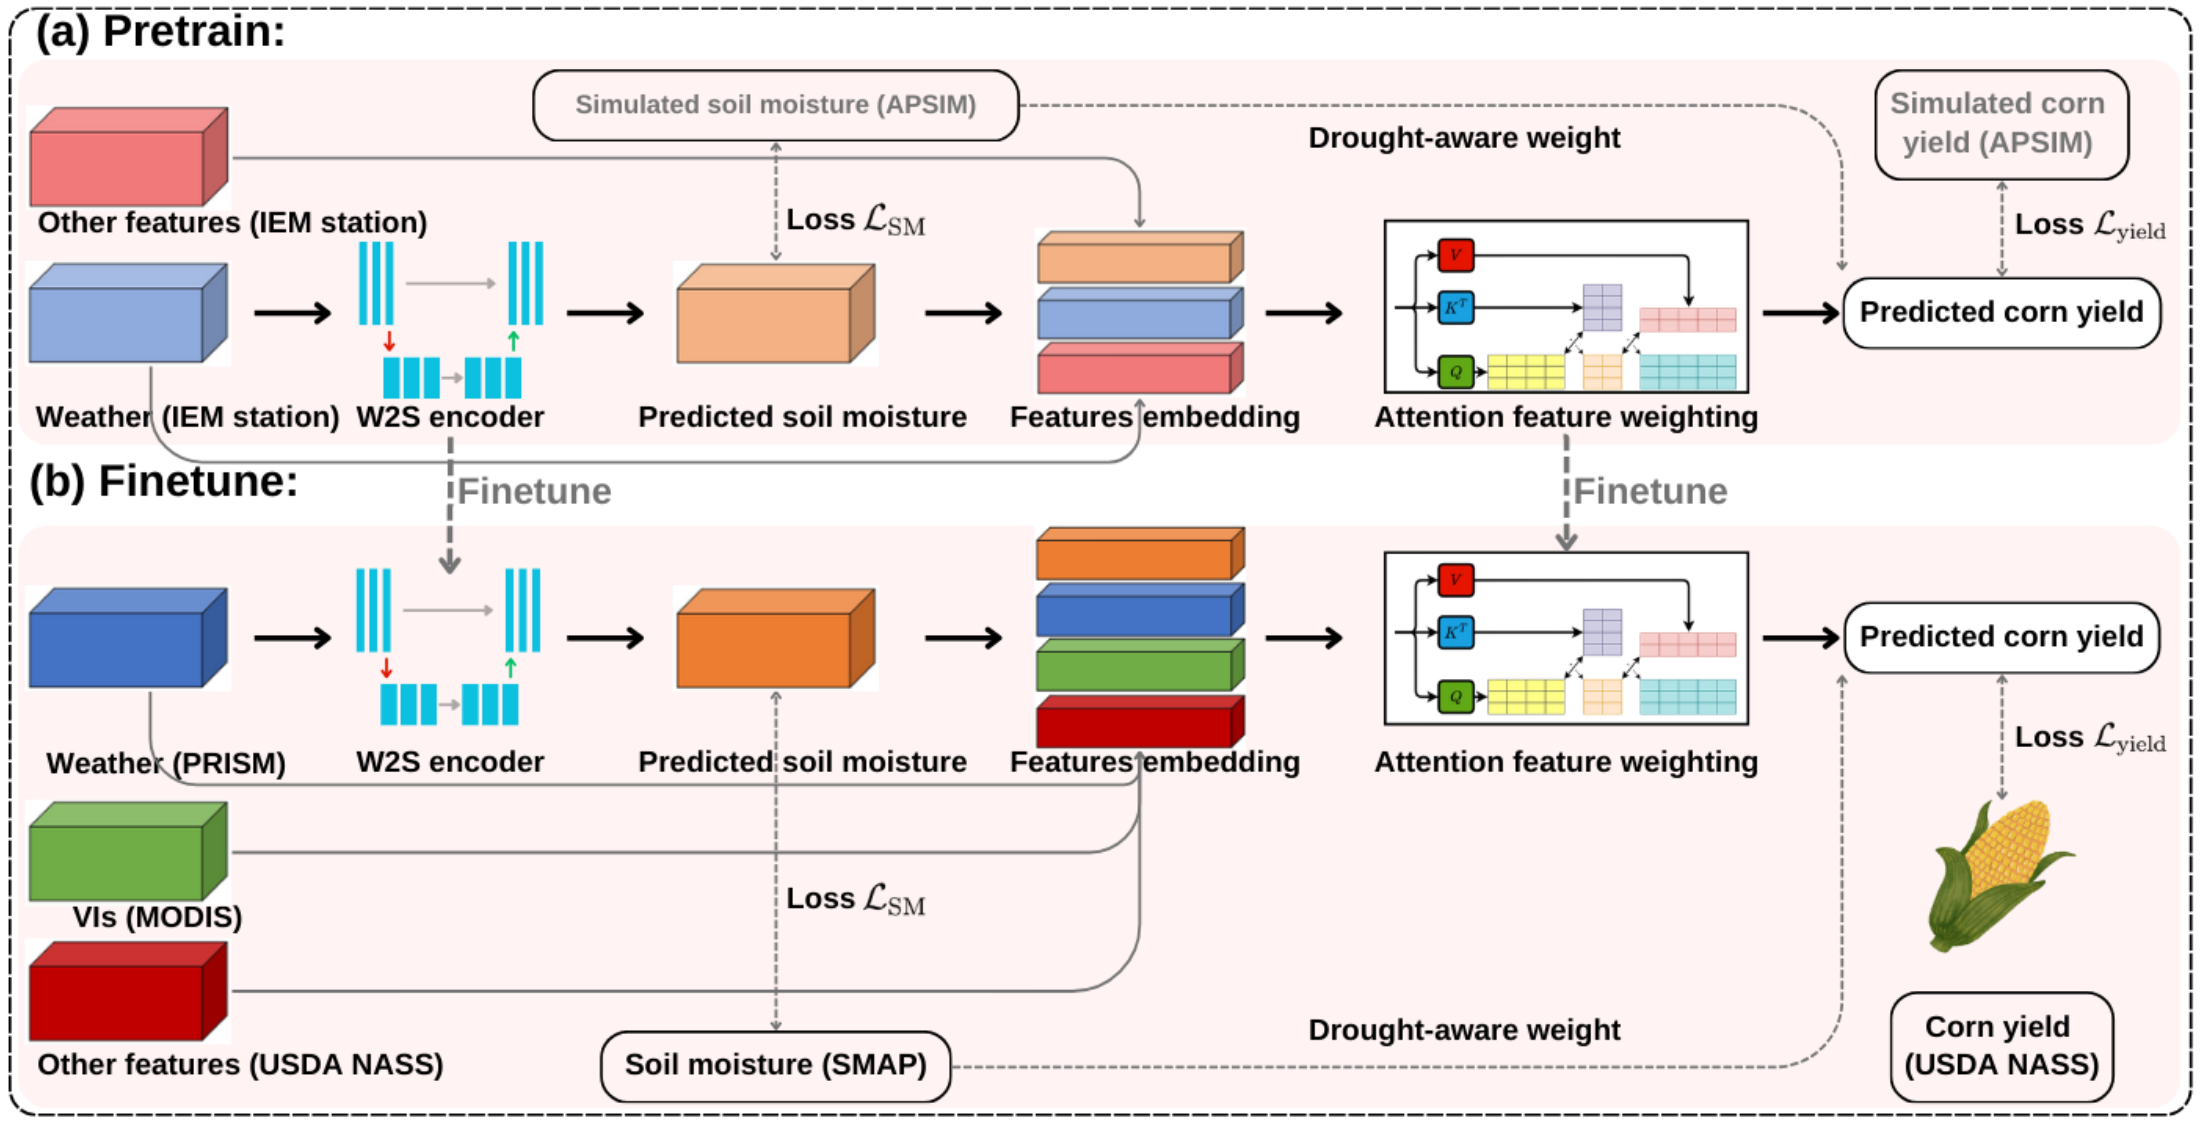 (a) Pretrain:
Simulated soil moisture (APSIM)
Simulated corn
yield (APSIM)
Drought-aware weight
Other features (IEM station)
Loss ℒSM
Loss ℒyield
V
K^T
Q
Predicted corn yield
Weather (IEM station)
W2S encoder
Predicted soil moisture
Features embedding
Attention feature weighting
(b) Finetune:
Finetune
Finetune
V
K^T
Q
Predicted corn yield
Weather (PRISM)
W2S encoder
Predicted soil moisture
Features embedding
Attention feature weighting
Loss ℒyield
VIs (MODIS)
Loss ℒSM
Other features (USDA NASS)
Soil moisture (SMAP)
Drought-aware weight
Corn yield
(USDA NASS)